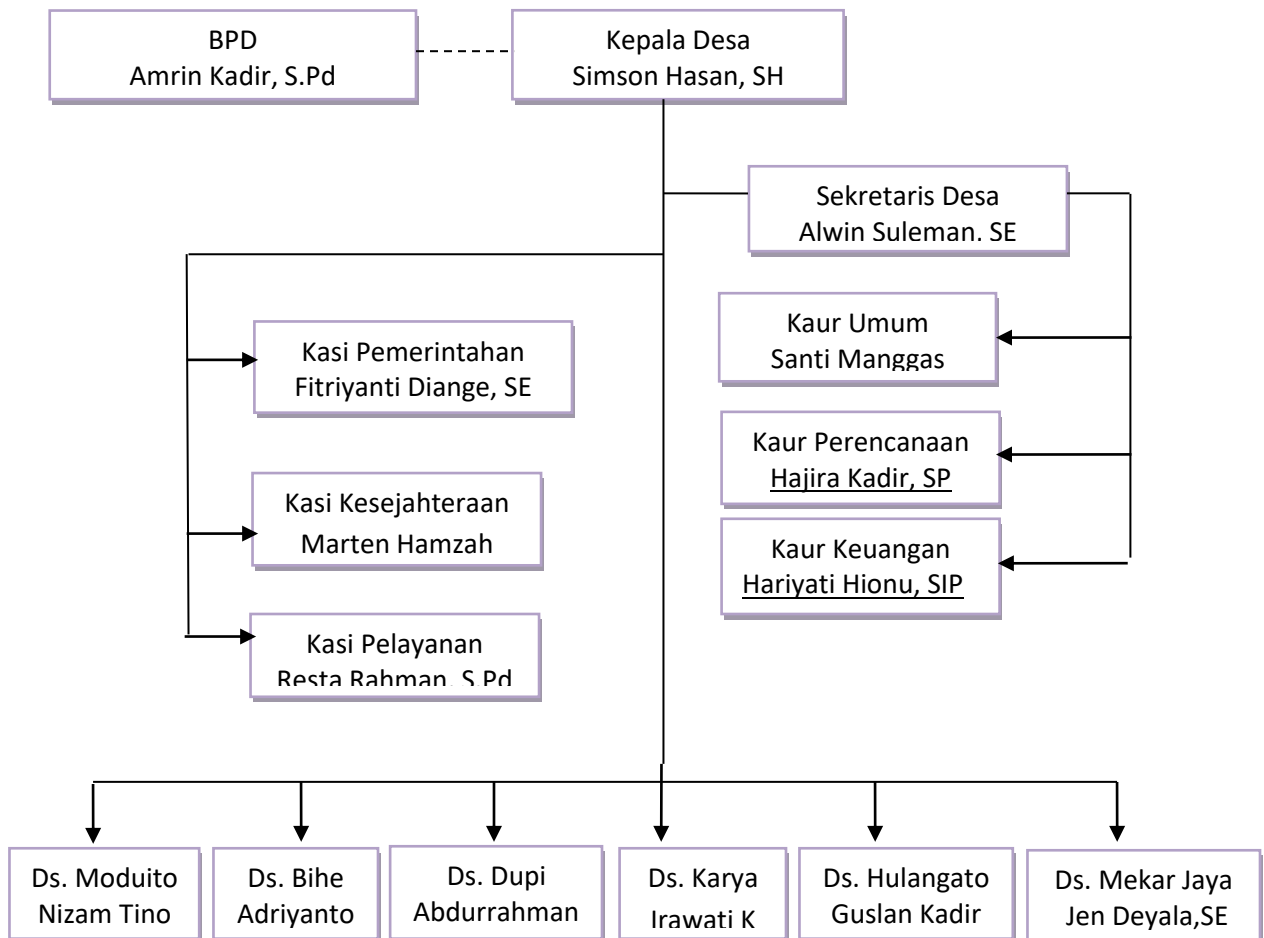 BPD
Amrin Kadir, S.Pd
Kepala Desa
Simson Hasan, SH
Sekretaris Desa
Alwin Suleman. SE
Kasi Pemerintahan
Fitriyanti Diange, SE
Kaur Umum
Santi Manggas
Kaur Perencanaan
Hajira Kadir, SP
Kasi Kesejahteraan
Marten Hamzah
Kaur Keuangan
Hariyati Hionu, SIP
Kasi Pelayanan
Resta Rahman, S.Pd
Ds. Moduito
Nizam Tino
Ds. Bihe
Adriyanto
Ds. Dupi
Abdurrahman
Ds. Karya
Irawati K
Ds. Hulangato
Guslan Kadir
Ds. Mekar Jaya
Jen Deyala,SE